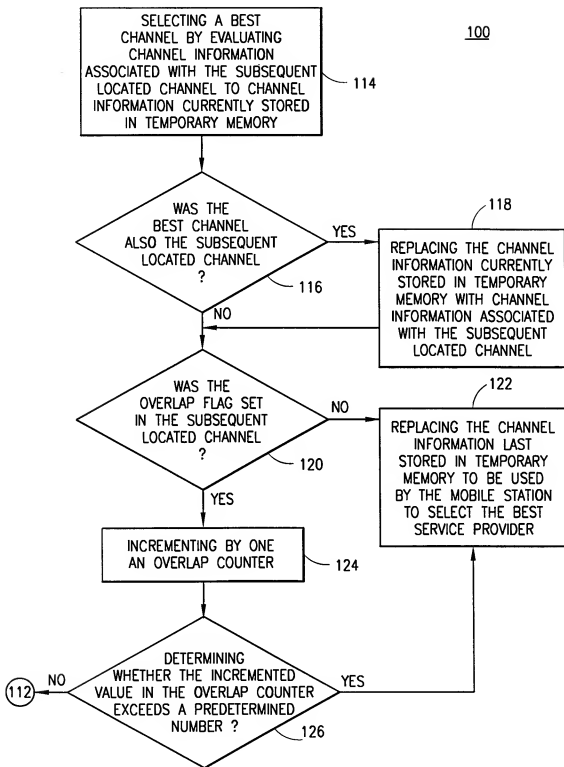 SELECTING A BEST
CHANNEL BY EVALUATING
CHANNEL INFORMATION
ASSOCIATED WITH THE SUBSEQUENT
LOCATED CHANNEL TO CHANNEL
INFORMATION CURRENTLY STORED
IN TEMPORARY MEMORY
100
114
WAS THE
BEST CHANNEL
ALSO THE SUBSEQUENT
LOCATED CHANNEL
?
YES
116
NO
118
REPLACING THE CHANNEL
INFORMATION CURRENTLY
STORED IN TEMPORARY
MEMORY WITH CHANNEL
INFORMATION ASSOCIATED
WITH THE SUBSEQUENT
LOCATED CHANNEL
WAS THE
OVERLAP FLAG SET
IN THE SUBSEQUENT
LOCATED CHANNEL
?
NO
120
YES
122
REPLACING THE CHANNEL
INFORMATION LAST
STORED IN TEMPORARY
MEMORY TO BE USED
BY THE MOBILE STATION
TO SELECT THE BEST
SERVICE PROVIDER
INCREMENTING BY ONE
AN OVERLAP COUNTER
124
DETERMINING
WHETHER THE INCREMENTED
VALUE IN THE OVERLAP COUNTER
EXCEEDS A PREDETERMINED
NUMBER ?
NO
112
YES
126